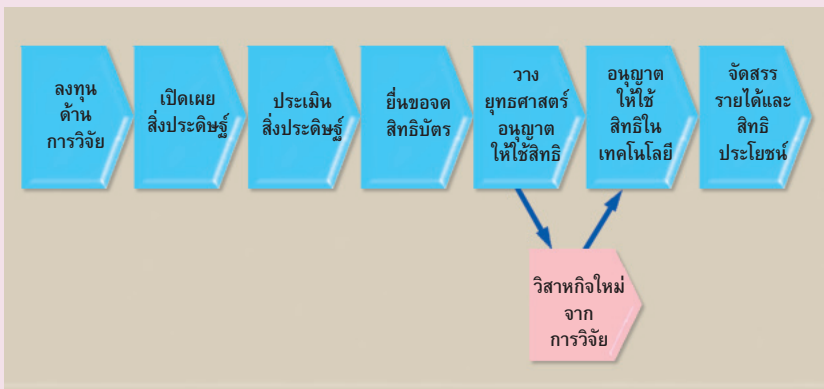 ลงทุน
ด้าน
การวิจัย
เปิดเผย
สิ่งประดิษฐ์
ประเมิน
สิ่งประดิษฐ์
ยื่นขอจด
สิทธิบัตร
วาง
ยุทธศาสตร์
อนุญาต
ให้ใช้สิทธิ
อนุญาต
ให้ใช้
สิทธิใน
เทคโนโลยี
จัดสรร
รายได้และ
สิทธิ
ประโยชน์
วิสาหกิจใหม่
จาก
การวิจัย